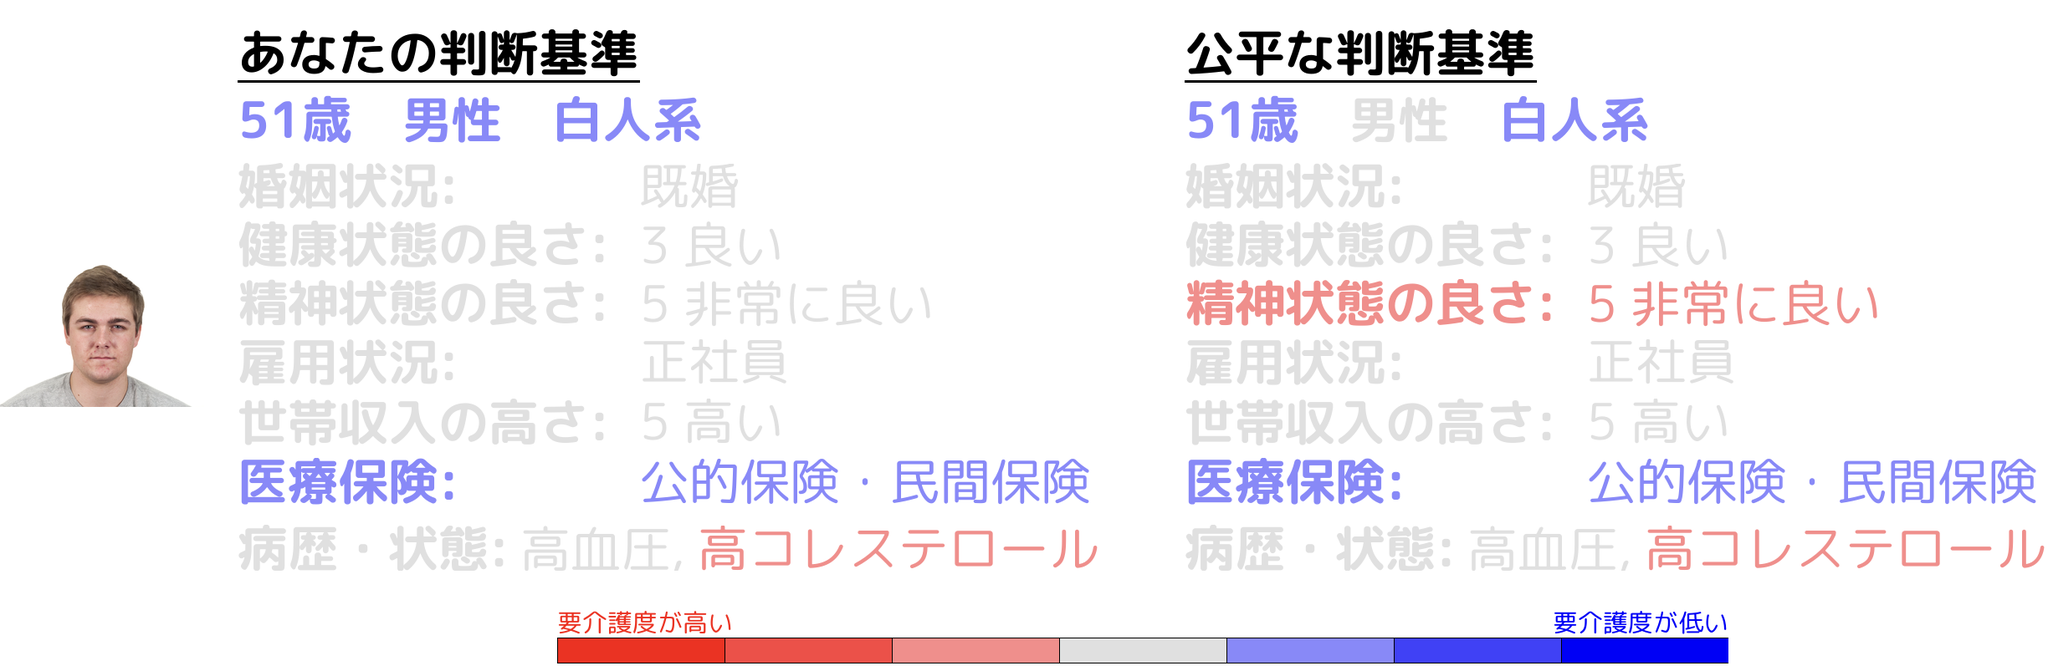 あなたの判断基準
51歳 男性 白人系
婚姻状況: 既婚
健康状態の良さ: 3 良い
精神状態の良さ: 5 非常に良い
雇用状況: 正社員
世帯収入の高さ: 5 高い
医療保険: 公的保険・民間保険
病歴・状態: 高血圧, 高コレステロール
公平な判断基準
51歳 男性 白人系
婚姻状況: 既婚
健康状態の良さ: 3 良い
精神状態の良さ: 5 非常に良い
雇用状況: 正社員
世帯収入の高さ: 5 高い
医療保険: 公的保険・民間保険
病歴・状態: 高血圧, 高コレステロール
要介護度が高い
要介護度が低い